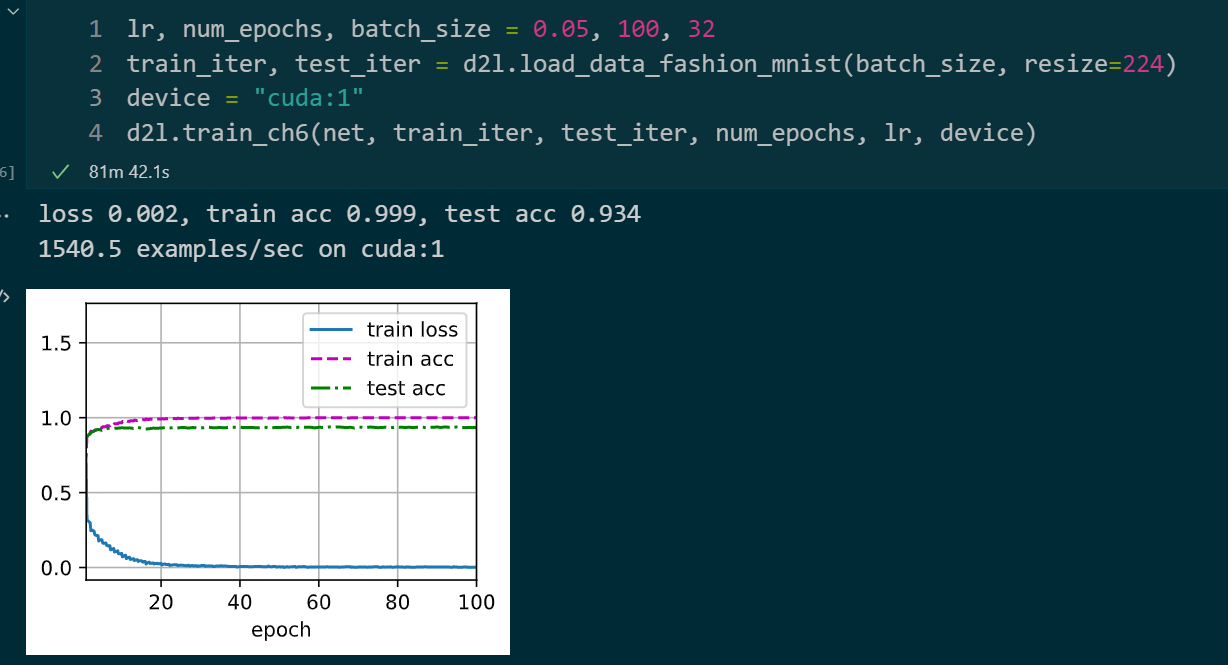 1 lr, num_epochs, batch_size = 0.05, 100, 32
2 train_iter, test_iter = d2l.load_data_fashion_mnist(batch_size, resize=224)
3 device = "cuda:1"
4 d2l.train_ch6(net, train_iter, test_iter, num_epochs, lr, device)
6] 81m 42.1s
loss 0.002, train acc 0.999, test acc 0.934
1540.5 examples/sec on cuda:1
train loss
train acc
test acc
1.5
1.0
0.5
0.0
20 40 60 80 100
epoch